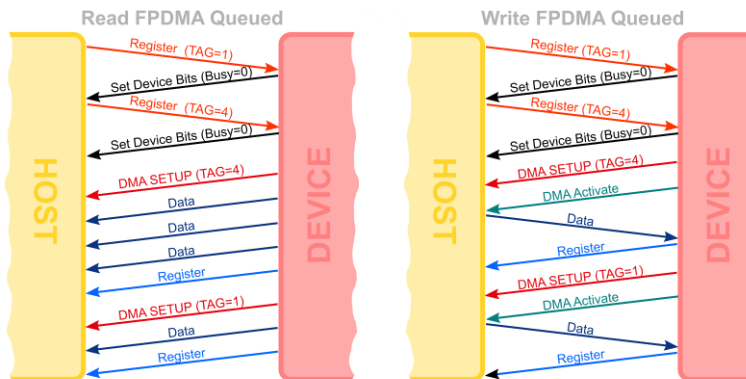 Read FPDMA Queued
HOST
DEVICE
Register (TAG=1)
Set Device Bits (Busy=0)
Register (TAG=4)
Set Device Bits (Busy=0)
DMA SETUP (TAG=4)
Data
Data
Data
Register
DMA SETUP (TAG=1)
Data
Register
Write FPDMA Queued
HOST
DEVICE
Register (TAG=1)
Set Device Bits (Busy=0)
Register (TAG=4)
Set Device Bits (Busy=0)
DMA SETUP (TAG=4)
DMA Activate
Data
Register
DMA SETUP (TAG=1)
DMA Activate
Data
Register